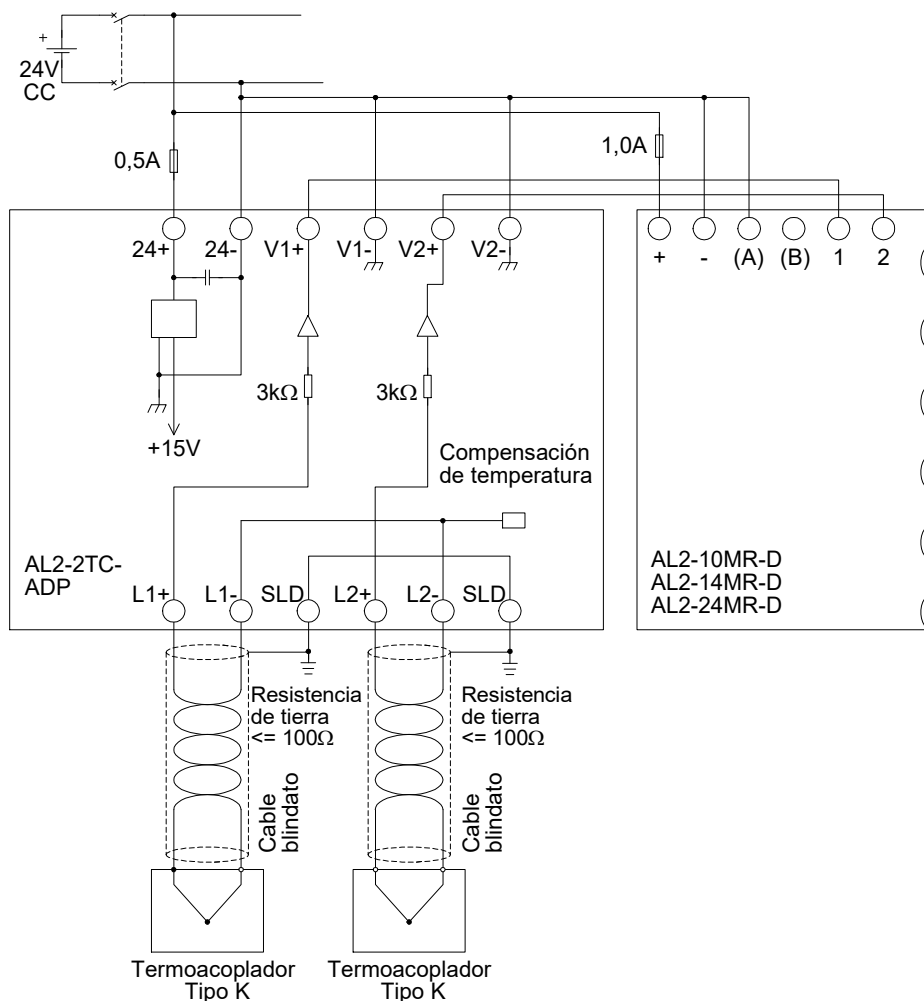 +
24V
CC
0,5A
1,0A
24+
24-
V1+
V1-
V2+
V2-
+
-
(A)
(B)
1
2
3kΩ
3kΩ
+15V
Compensación
de temperatura
AL2-2TC-
ADP
AL2-10MR-D
AL2-14MR-D
AL2-24MR-D
L1+
L1-
SLD
L2+
L2-
SLD
Resistencia
de tierra
<= 100Ω
Resistencia
de tierra
<= 100Ω
Cable
blindato
Cable
blindato
Termoacoplador
Tipo K
Termoacoplador
Tipo K